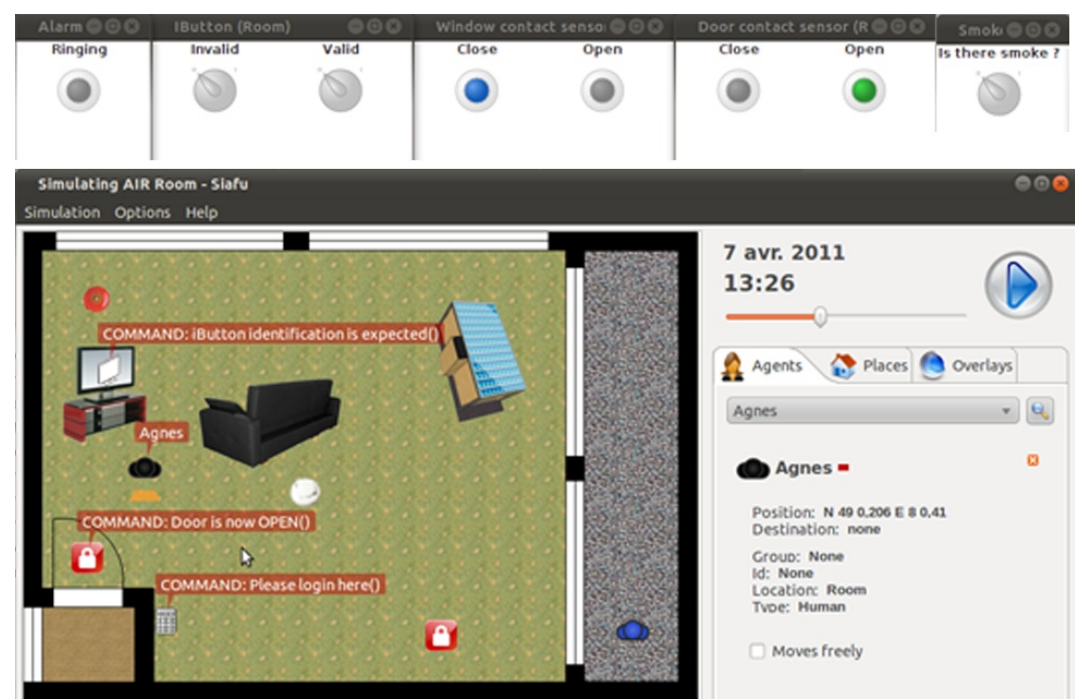 Alarm
IButton (Room)
Window contact senso
Door contact sensor (R
Smok
Ringing
Invalid
Valid
Close
Open
Close
Open
Is there smoke ?
Simulating AIR Room - Siafu
Simulation Options Help
7 avr. 2011
13:26
COMMAND: iButton identification is expected()
Agnes
COMMAND: Door is now OPEN()
COMMAND: Please login here()
Agents Places Overlays
Agnes
Agnes
Position: N 49 0,206 E 8 0,41
Destination: none
Group: None
Id: None
Location: Room
Type: Human
Moves freely